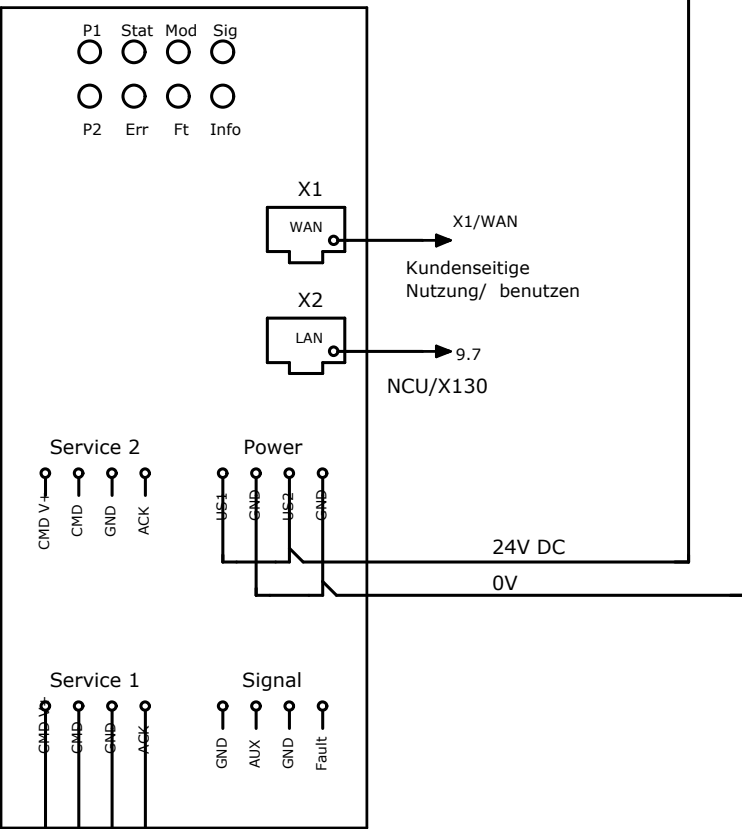 P1 Stat Mod Sig
P2 Err Ft Info
X1
WAN
X1/WAN
Kundenseitige
Nutzung/ benutzen
X2
LAN
9.7
NCU/X130
Service 2
CMD V+
CMD
GND
ACK
Power
US1
GND
US2
GND
24V DC
0V
Service 1
CMD V+
CMD
GND
ACK
Signal
GND
AUX
GND
Fault